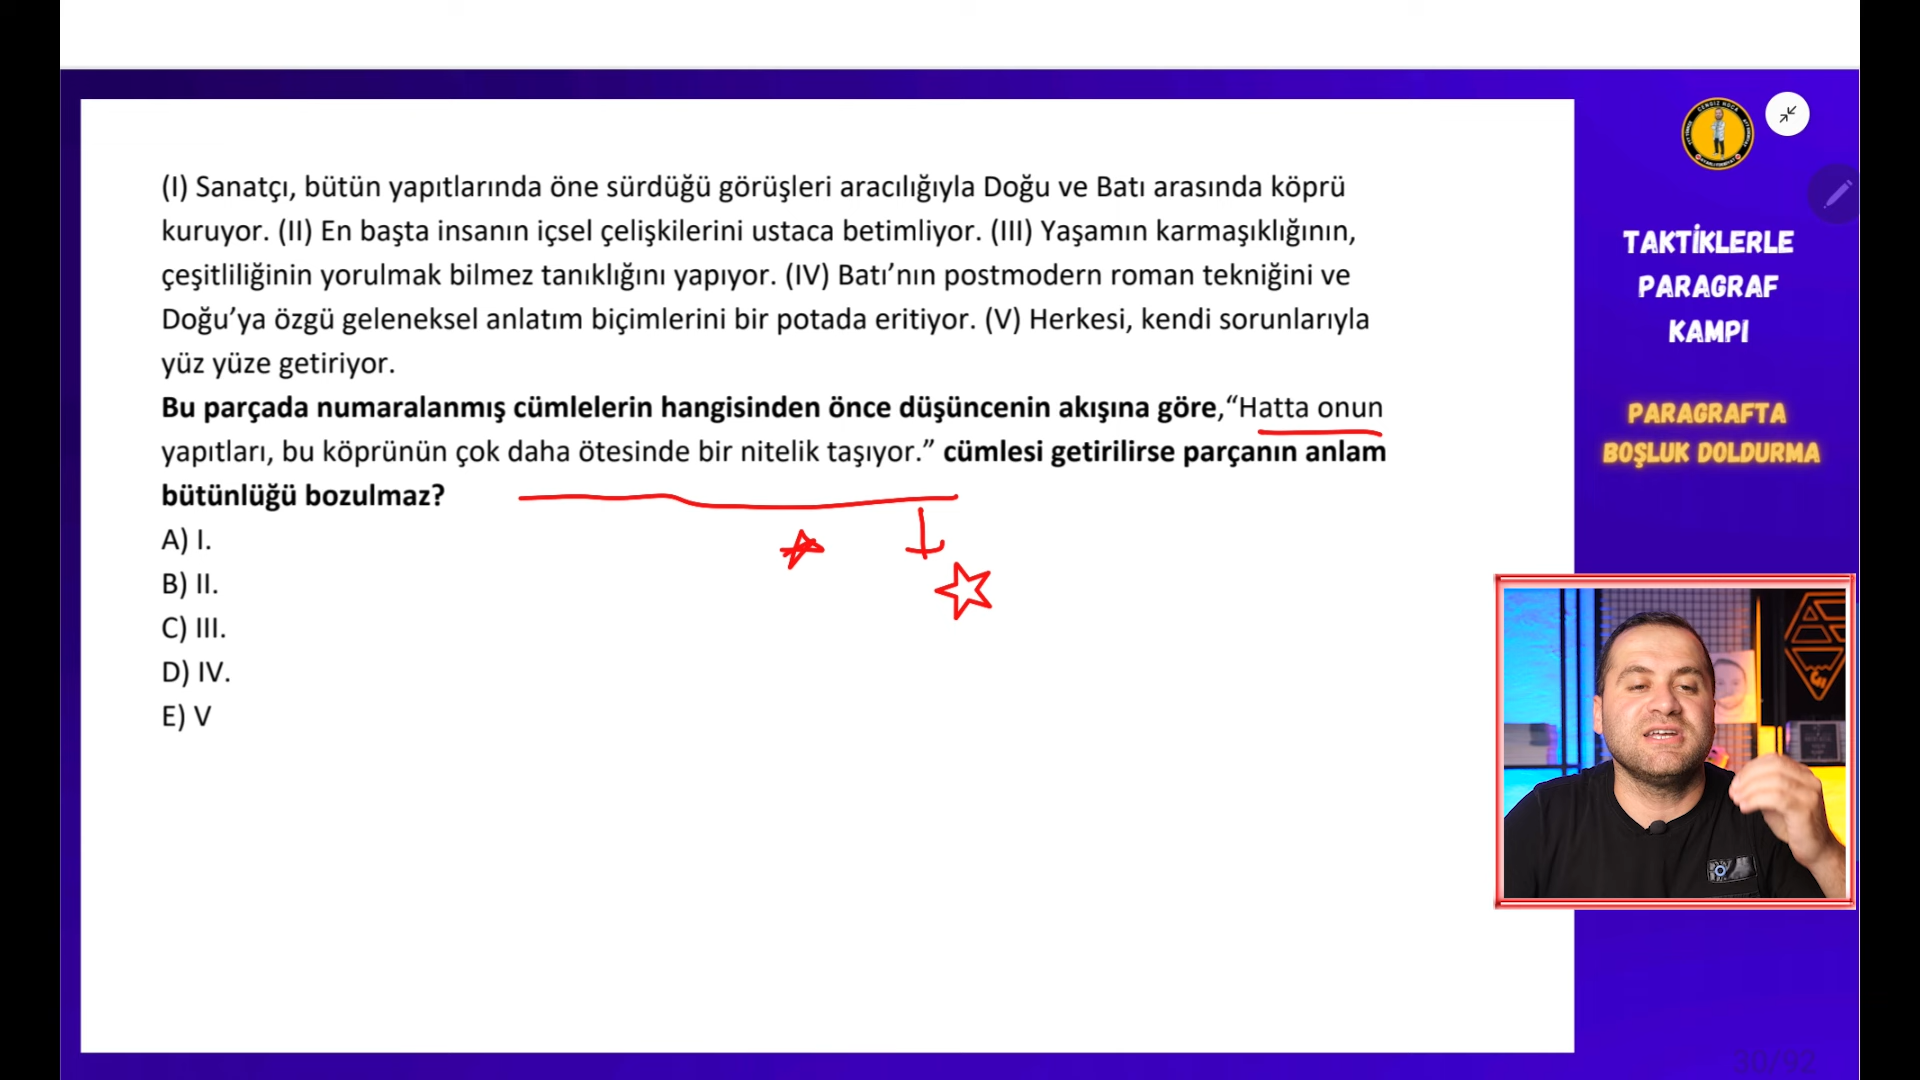 (I) Sanatçı, bütün yapıtlarında öne sürdüğü görüşleri aracılığıyla Doğu ve Batı arasında köprü
kuruyor. (II) En başta insanın içsel çelişkilerini ustaca betimliyor. (III) Yaşamın karmaşıklığının,
çeşitliliğinin yorulmak bilmez tanıklığını yapıyor. (IV) Batı’nın postmodern roman tekniğini ve
Doğu’ya özgü geleneksel anlatım biçimlerini bir potada eritiyor. (V) Herkesi, kendi sorunlarıyla
yüz yüze getiriyor.
Bu parçada numaralanmış cümlelerin hangisinden önce düşüncenin akışına göre,“Hatta onun
yapıtları, bu köprünün çok daha ötesinde bir nitelik taşıyor.” cümlesi getirilirse parçanın anlam
bütünlüğü bozulmaz?
A) I.
B) II.
C) III.
D) IV.
E) V
CENGİZ HOCA
TAKTİKLERLE
PARAGRAF
KAMPI
PARAGRAFTA
BOŞLUK DOLDURMA
30/92